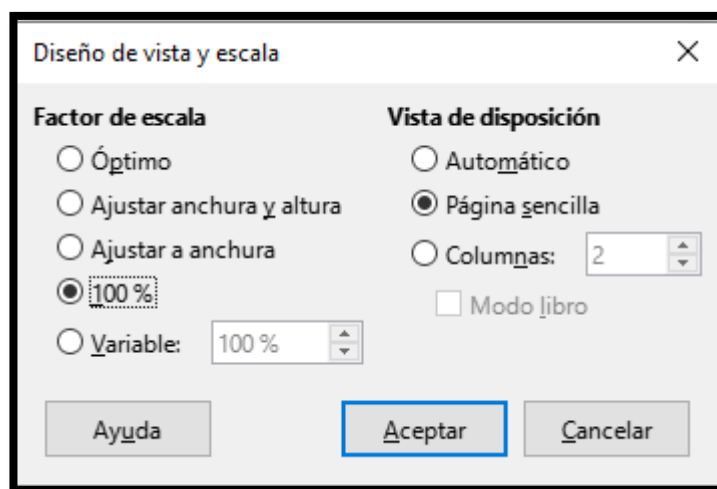 Diseño de vista y escala
Factor de escala
Óptimo
Ajustar anchura y altura
Ajustar a anchura
100 %
Variable: 100 %
Vista de disposición
Automático
Página sencilla
Columnas: 2
Modo libro
Ayuda
Aceptar
Cancelar